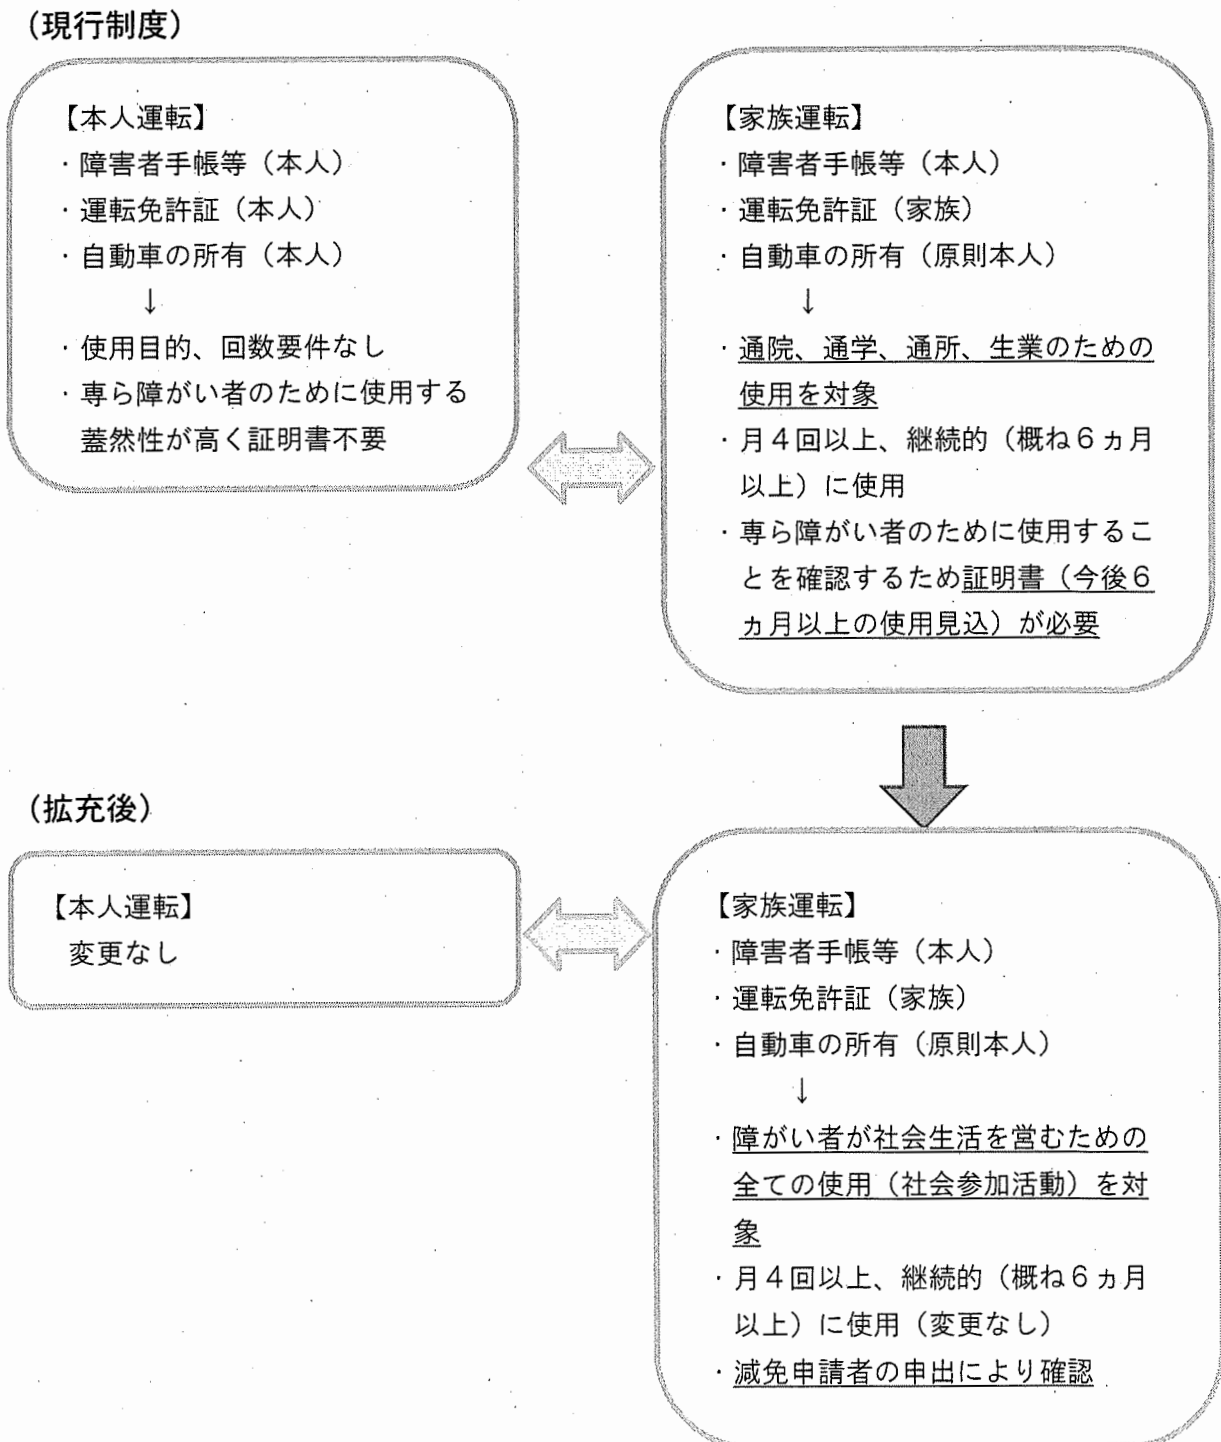 （現行制度）
【本人運転】
・障害者手帳等（本人）
・運転免許証（本人）
・自動車の所有（本人）
↓
・使用目的、回数要件なし
・専ら障がい者のために使用する
蓋然性が高く証明書不要
【家族運転】
・障害者手帳等（本人）
・運転免許証（家族）
・自動車の所有（原則本人）
↓
・通院、通学、通所、生業のための
使用を対象
・月４回以上、継続的（概ね６ヵ月
以上）に使用
・専ら障がい者のために使用するこ
とを確認するため証明書（今後６
ヵ月以上の使用見込）が必要
（拡充後）
【本人運転】
変更なし
【家族運転】
・障害者手帳等（本人）
・運転免許証（家族）
・自動車の所有（原則本人）
↓
・障がい者が社会生活を営むための
全ての使用（社会参加活動）を対
象
・月４回以上、継続的（概ね６ヵ月
以上）に使用（変更なし）
・減免申請者の申出により確認